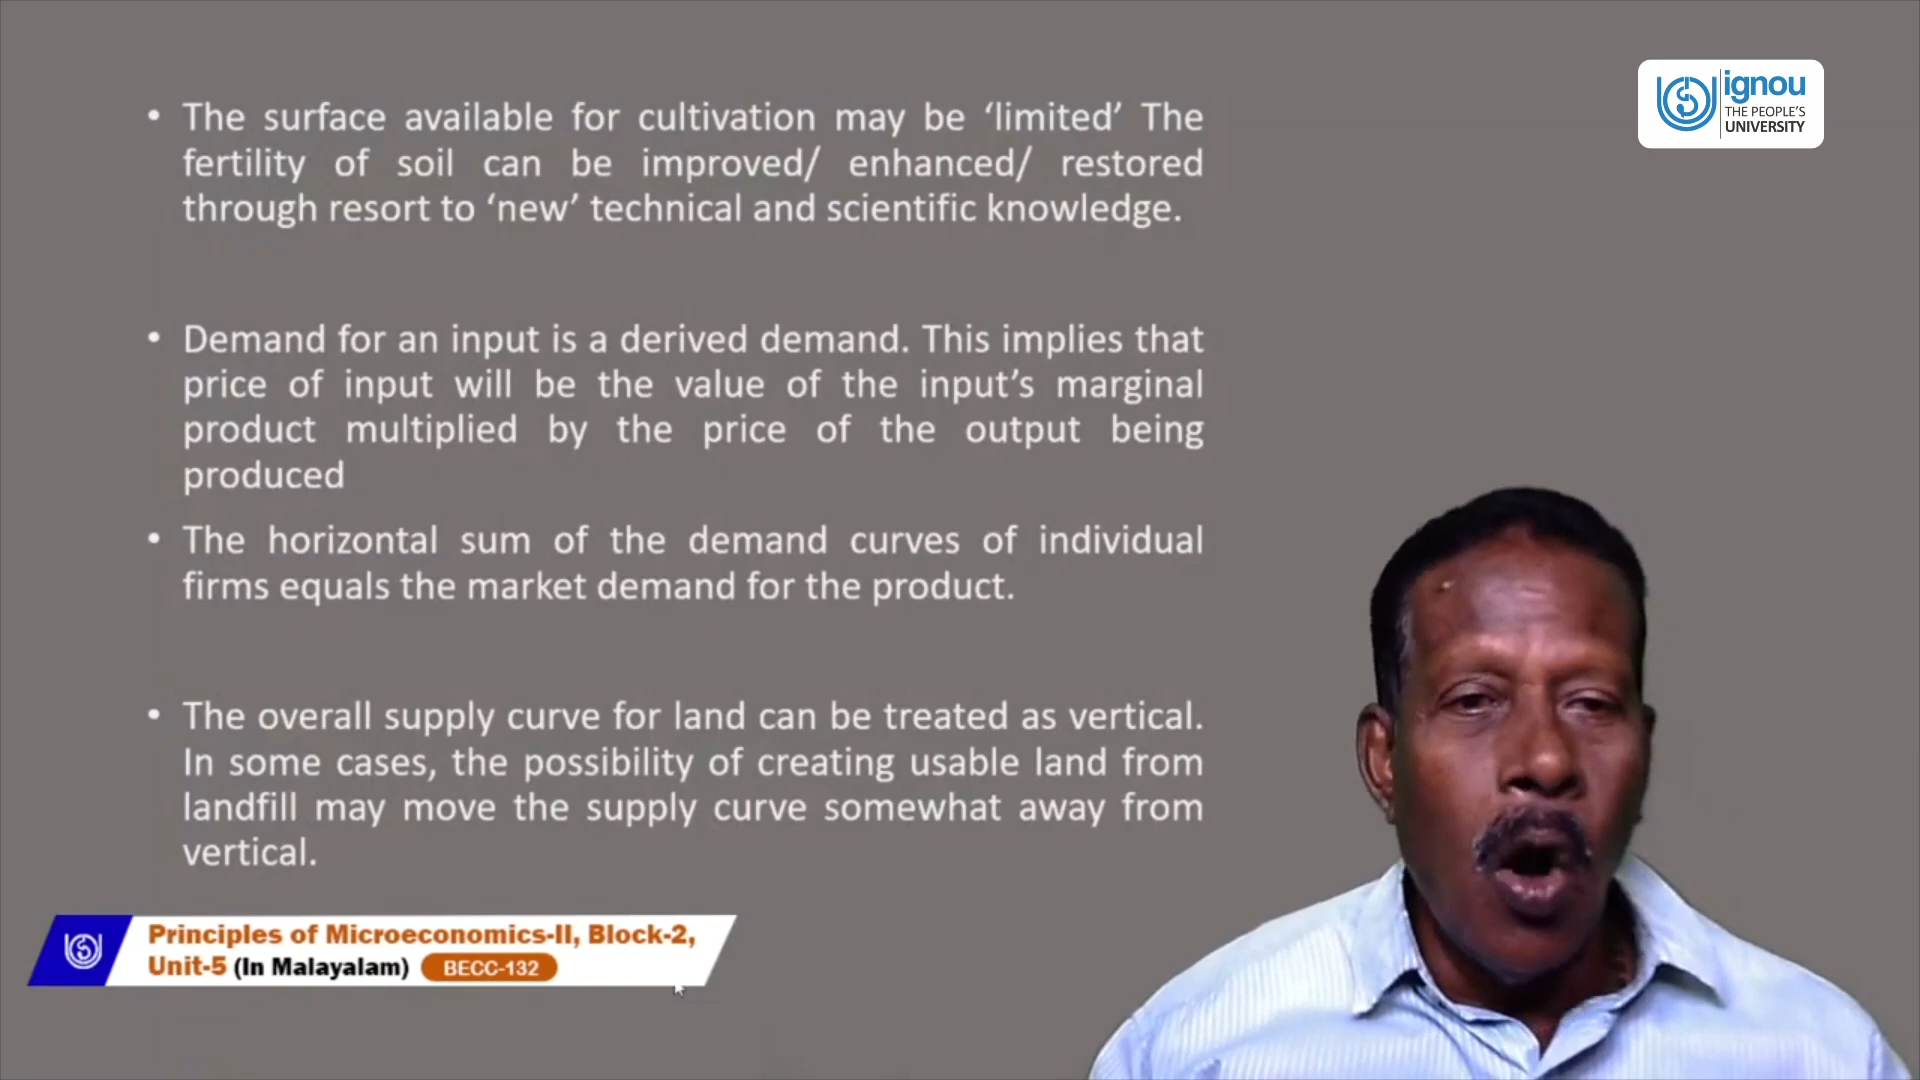 • The surface available for cultivation may be ‘limited’ The
fertility of soil can be improved/ enhanced/ restored
through resort to ‘new’ technical and scientific knowledge.
• Demand for an input is a derived demand. This implies that
price of input will be the value of the input’s marginal
product multiplied by the price of the output being
produced
• The horizontal sum of the demand curves of individual
firms equals the market demand for the product.
• The overall supply curve for land can be treated as vertical.
In some cases, the possibility of creating usable land from
landfill may move the supply curve somewhat away from
vertical.
ignou
THE PEOPLE'S
UNIVERSITY
Principles of Microeconomics-II, Block-2,
Unit-5 (In Malayalam) BECC-132